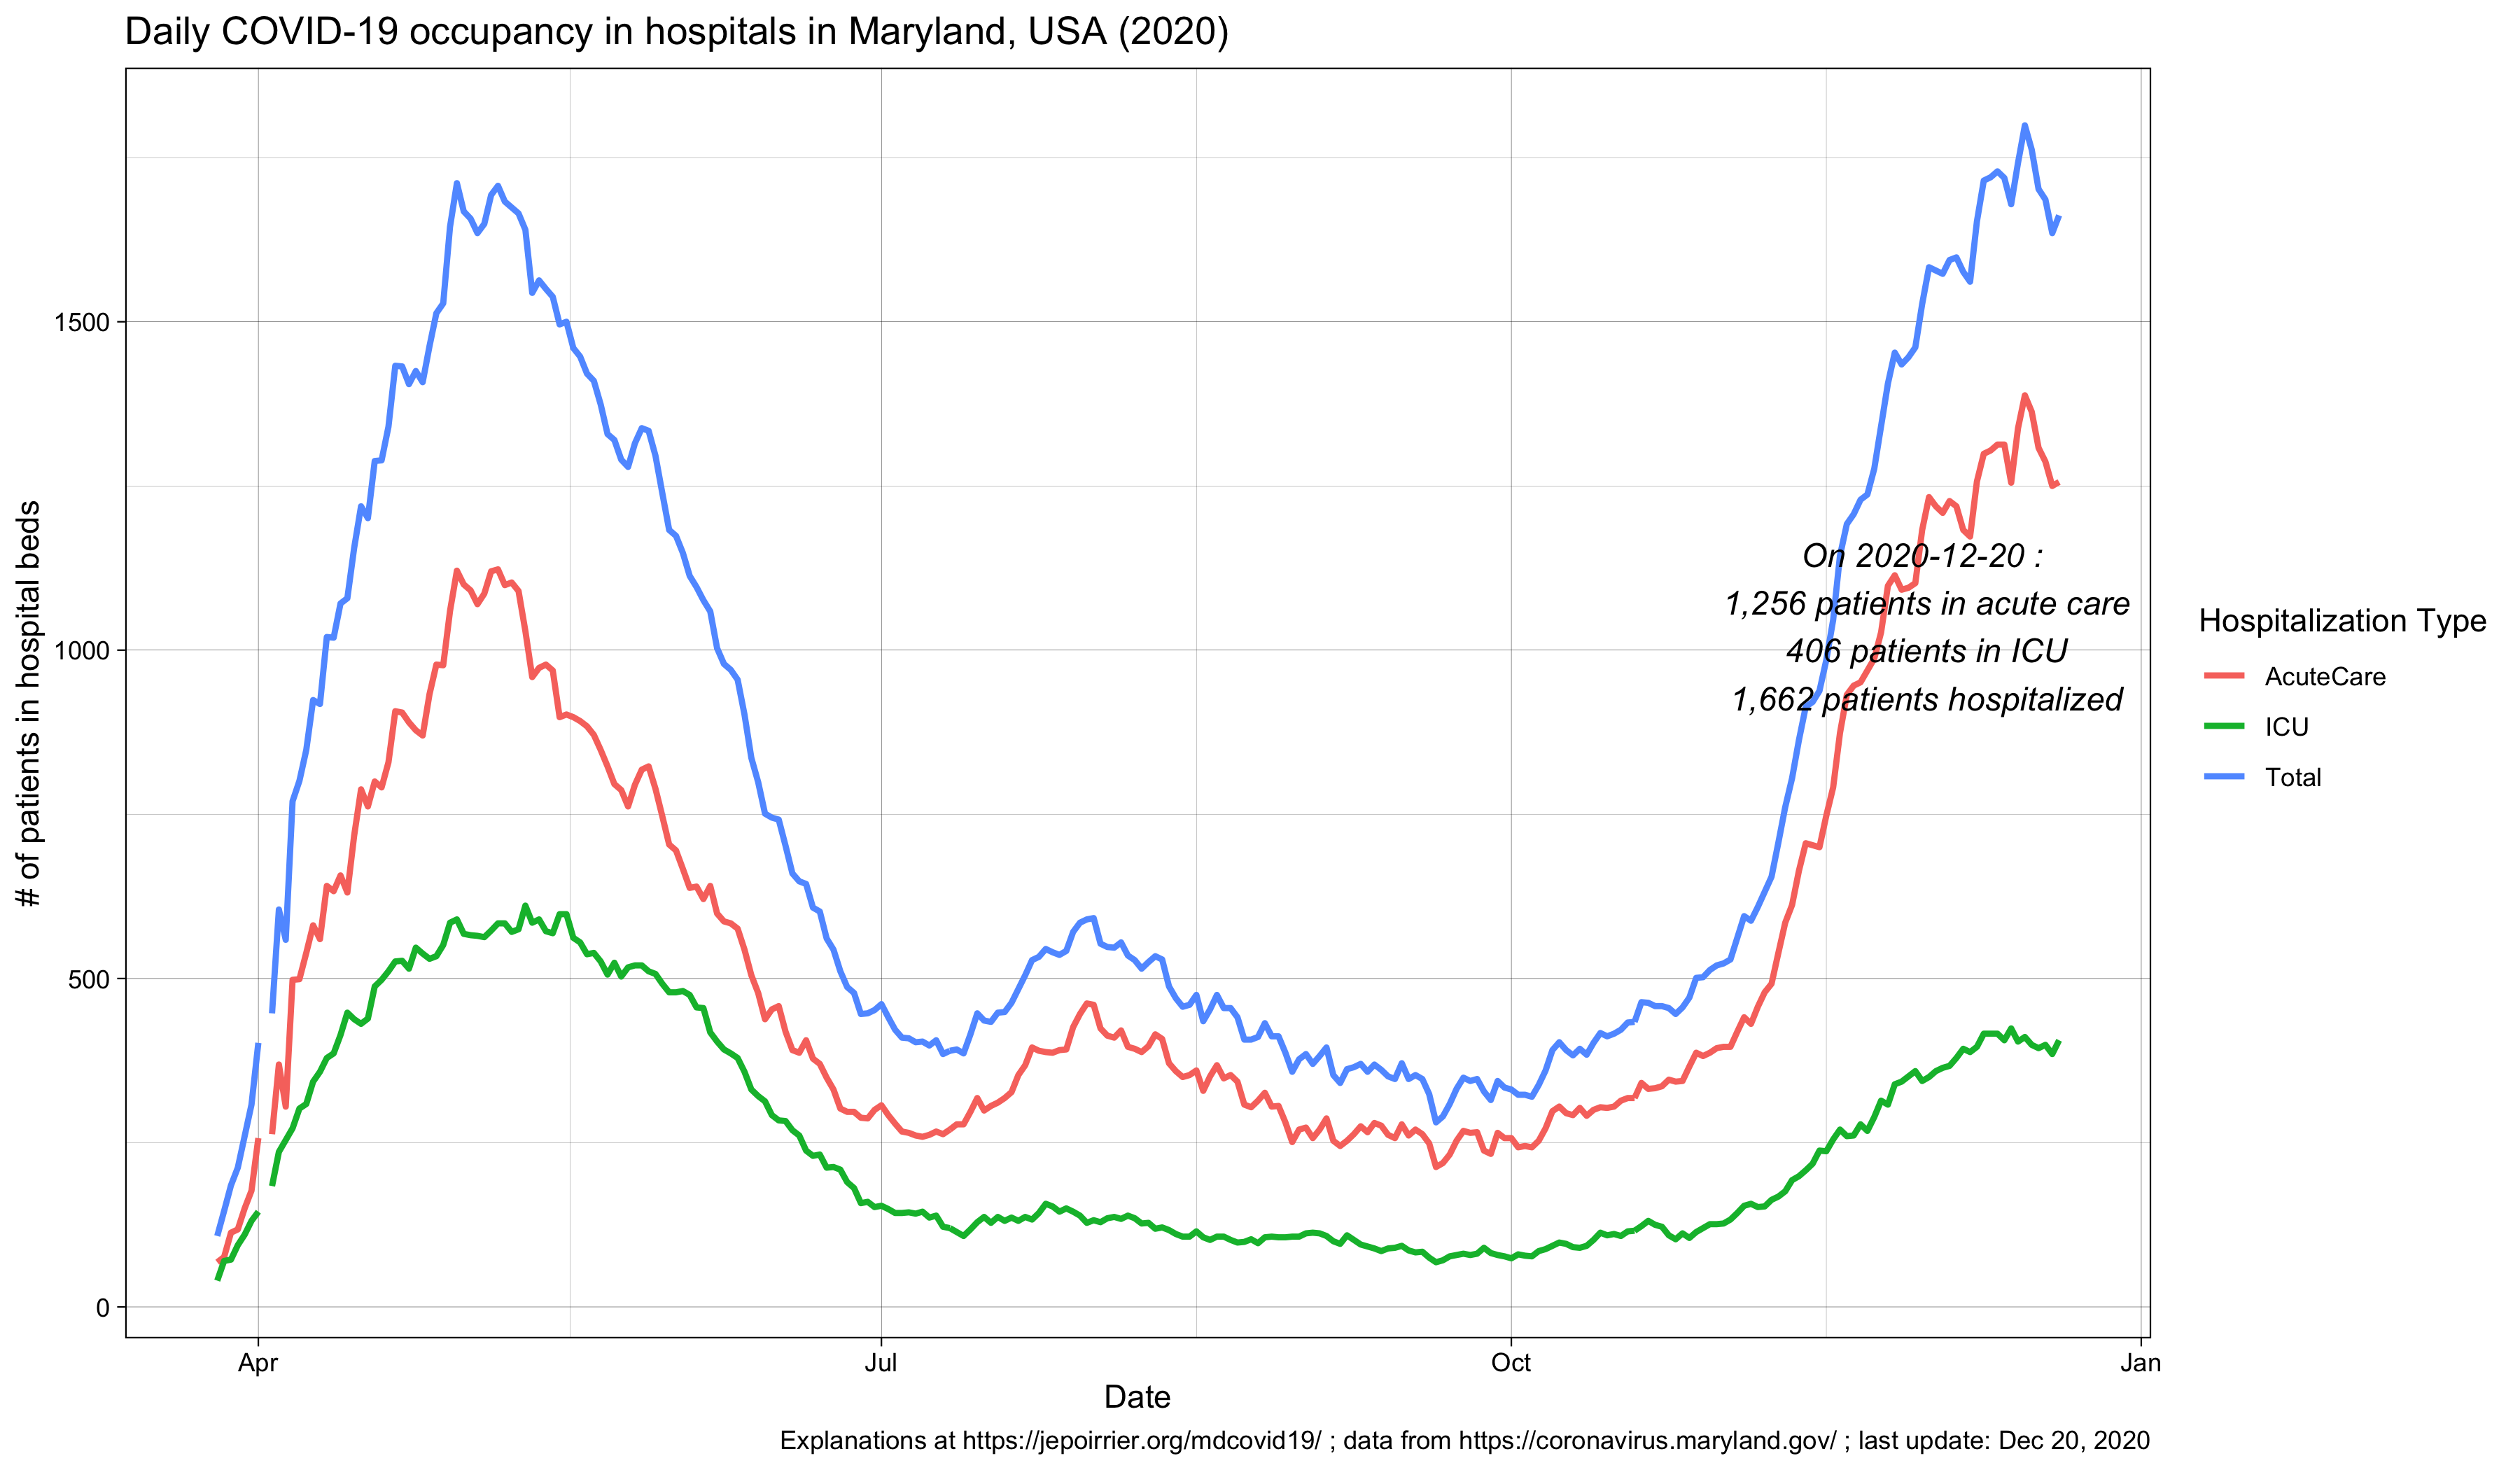 Daily COVID-19 occupancy in hospitals in Maryland, USA (2020)
# of patients in hospital beds
1500
1000
500
0
On 2020-12-20 :
1,256 patients in acute care
406 patients in ICU
1,662 patients hospitalized
Hospitalization Type
AcuteCare
ICU
Total
Apr
Jul
Oct
Jan
Date
Explanations at https://jepoirrier.org/mdcovid19/ ; data from https://coronavirus.maryland.gov/ ; last update: Dec 20, 2020